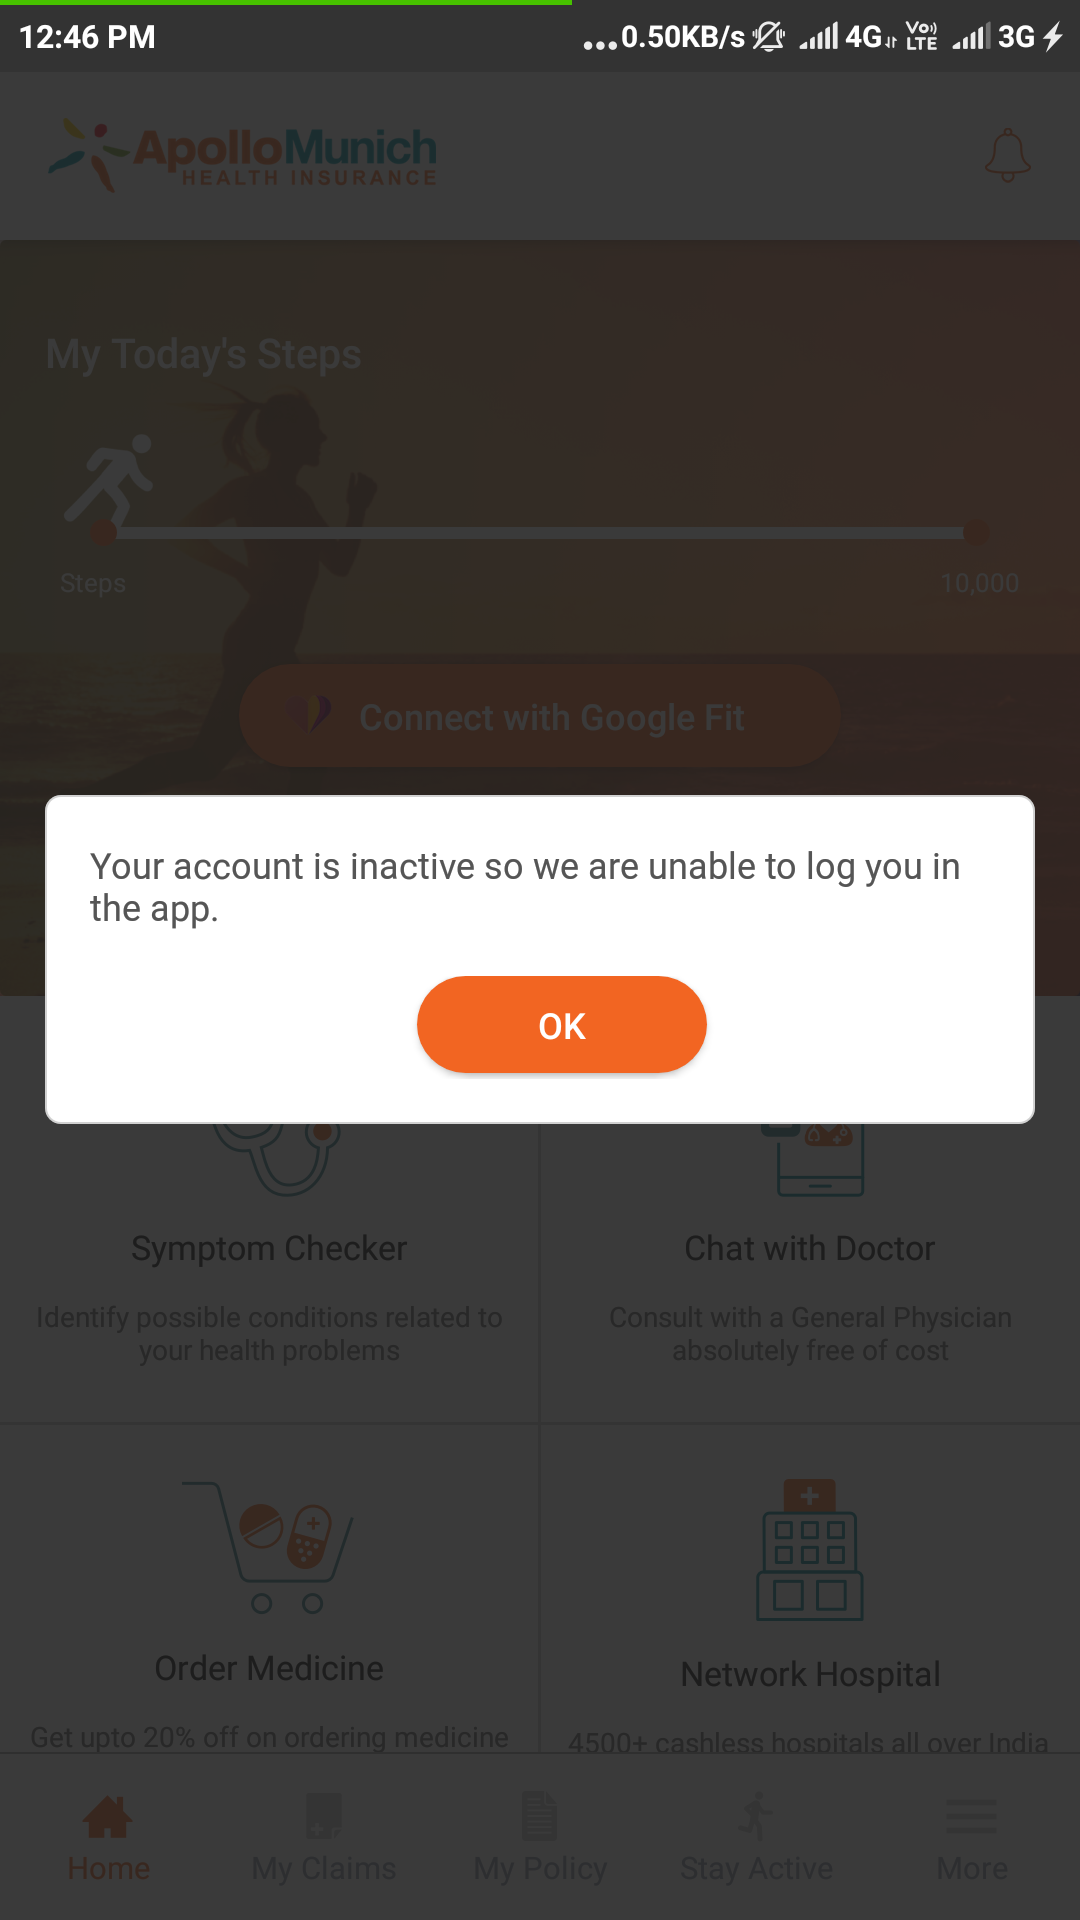 12:46 PM
...0.50KB/s 4G VoLTE 3G
ApolloMunich
HEALTH INSURANCE
My Today's Steps
Steps
10,000
Connect with Google Fit
Your account is inactive so we are unable to log you in
the app.
OK
Symptom Checker
Identify possible conditions related to
your health problems
Chat with Doctor
Consult with a General Physician
absolutely free of cost
Order Medicine
Get upto 20% off on ordering medicine
Network Hospital
4500+ cashless hospitals all over India
Home
My Claims
My Policy
Stay Active
More